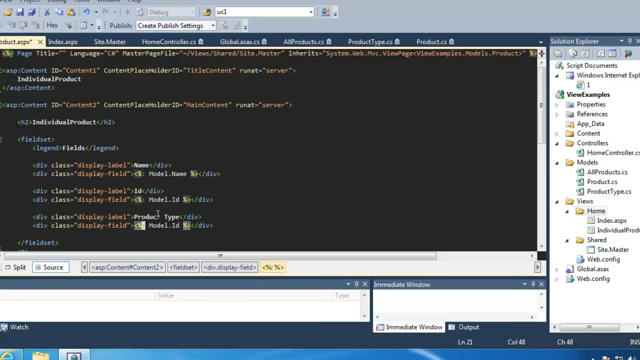 uc1
Hex
Publish: Create Publish Settings
oduct.aspx* Index.aspx Site.Master HomeController.cs Global.asax.cs AllProducts.cs ProductType.cs Product.cs
<%@ Page Title="" Language="C#" MasterPageFile="~/Views/Shared/Site.Master" Inherits="System.Web.Mvc.ViewPage<ViewExamples.Models.Product>" %>
<asp:Content ID="Content1" ContentPlaceHolderID="TitleContent" runat="server">
IndividualProduct
</asp:Content>
<asp:Content ID="Content2" ContentPlaceHolderID="MainContent" runat="server">
<h2>IndividualProduct</h2>
<fieldset>
<legend>Fields</legend>
<div class="display-label">Name</div>
<div class="display-field"><%: Model.Name %></div>
<div class="display-label">Id</div>
<div class="display-field"><%: Model.Id %></div>
<div class="display-label">Product Type</div>
<div class="display-field"><% Model.Id %></div>
</fieldset>
Split Source <asp:Content#Content2> <fieldset> <div.display-field> <% %>
Value Type
Watch
Immediate Window
Immediate Window Output
Solution Explorer
Script Documents
Windows Internet Expl
1
ViewExamples
Properties
References
App_Data
Content
Controllers
HomeController.cs
Models
AllProducts.cs
Product.cs
ProductType.cs
Views
Home
Index.aspx
IndividualProd
Shared
Site.Master
Web.config
Global.asax
Web.config